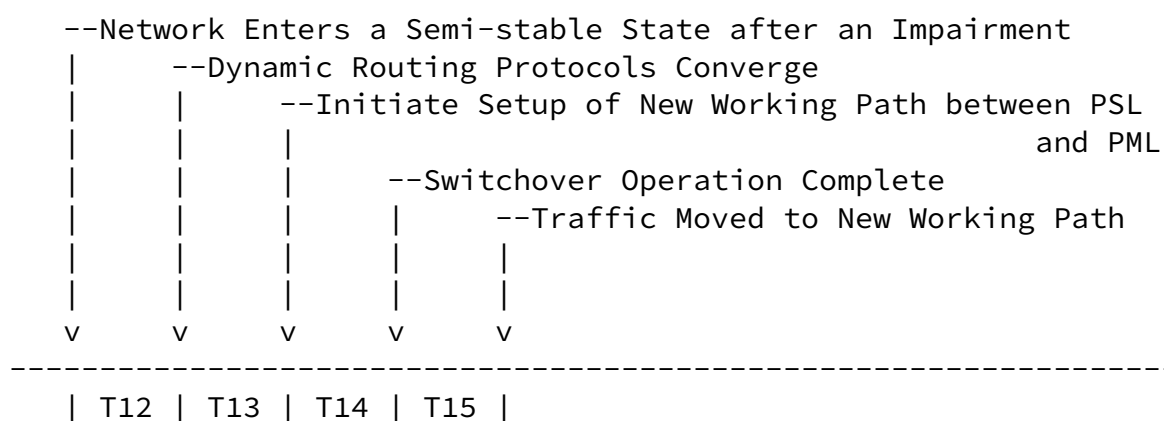 --Network Enters a Semi-stable State after an Impairment
| --Dynamic Routing Protocols Converge
| | --Initiate Setup of New Working Path between PSL
| | | and PML
| | | --Switchover Operation Complete
| | | | --Traffic Moved to New Working Path
| | | | |
| | | | |
v v v v v
-----------------------------------------------------------------
| T12 | T13 | T14 | T15 |